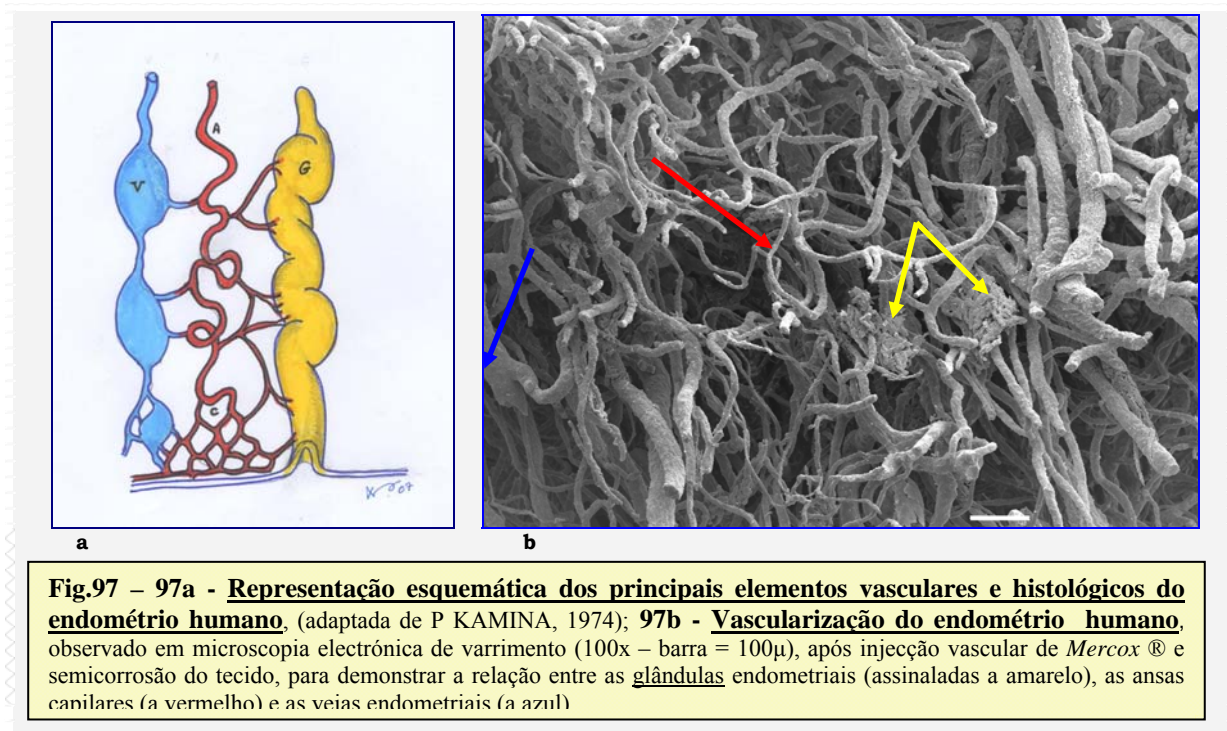 A
V
G
C
07
a
b
Fig.97 – 97a - Representação esquemática dos principais elementos vasculares e histológicos do
endométrio humano, (adaptada de P KAMINA, 1974); 97b - Vascularização do endométrio humano,
observado em microscopia electrónica de varrimento (100x – barra = 100μ), após injecção vascular de Mercox ® e
semicorrosão do tecido, para demonstrar a relação entre as glândulas endometriais (assinaladas a amarelo), as ansas
capilares (a vermelho) e as veias endometriais (a azul)